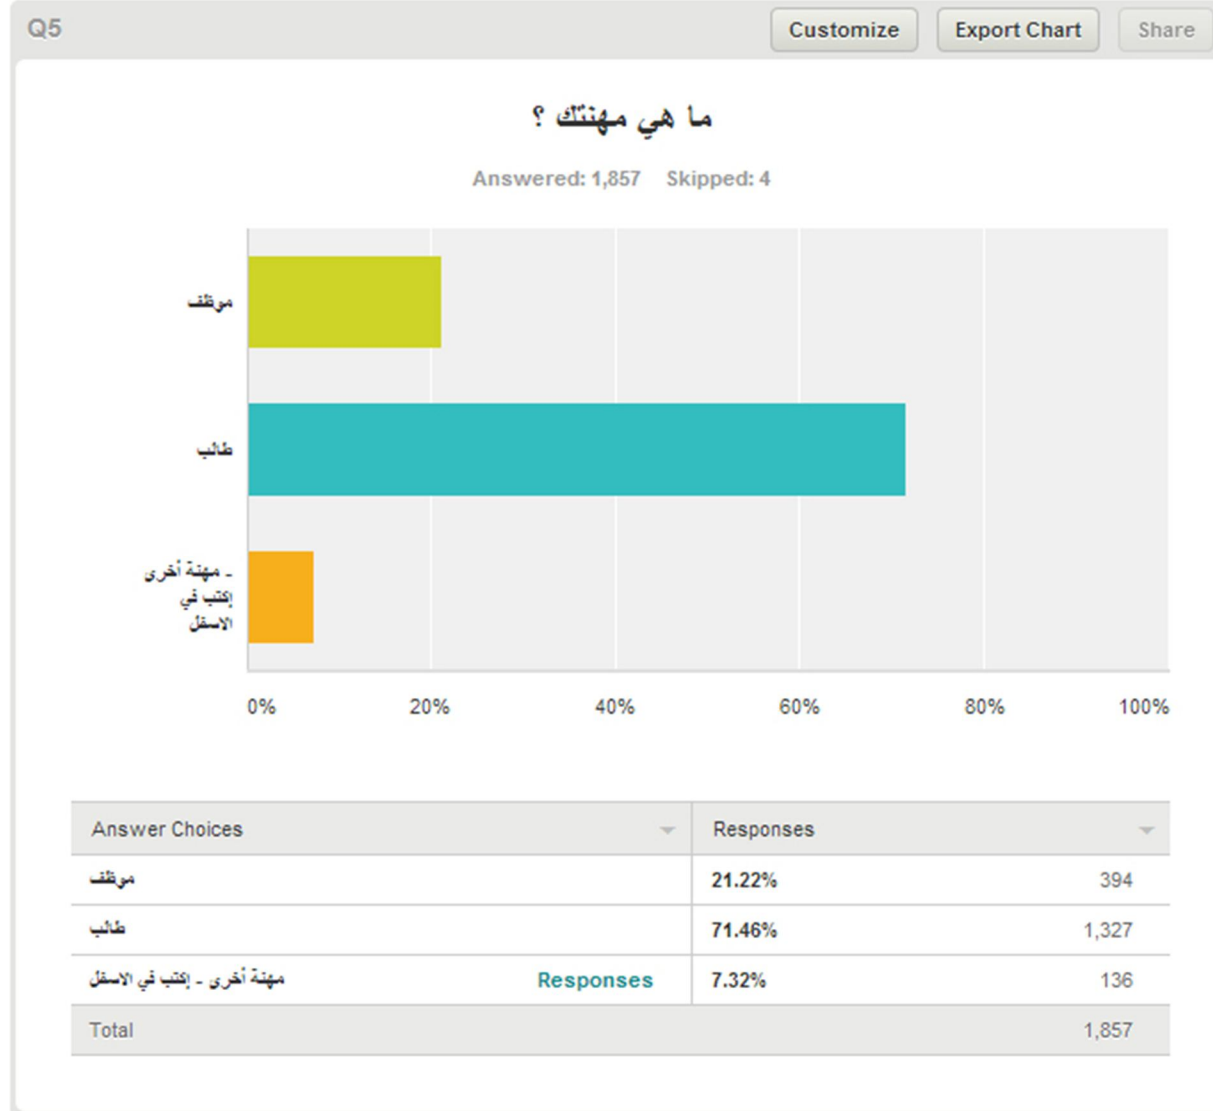 Q5 Customize Export Chart Share
ما هي مهنتك ؟
Answered: 1,857 Skipped: 4
موظف
طالب
مهنة أخرى -
إكتب في
الاسفل
0% 20% 40% 60% 80% 100%
Answer Choices Responses
موظف 21.22% 394
طالب 71.46% 1,327
مهنة أخرى - إكتب في الاسفل Responses 7.32% 136
Total 1,857